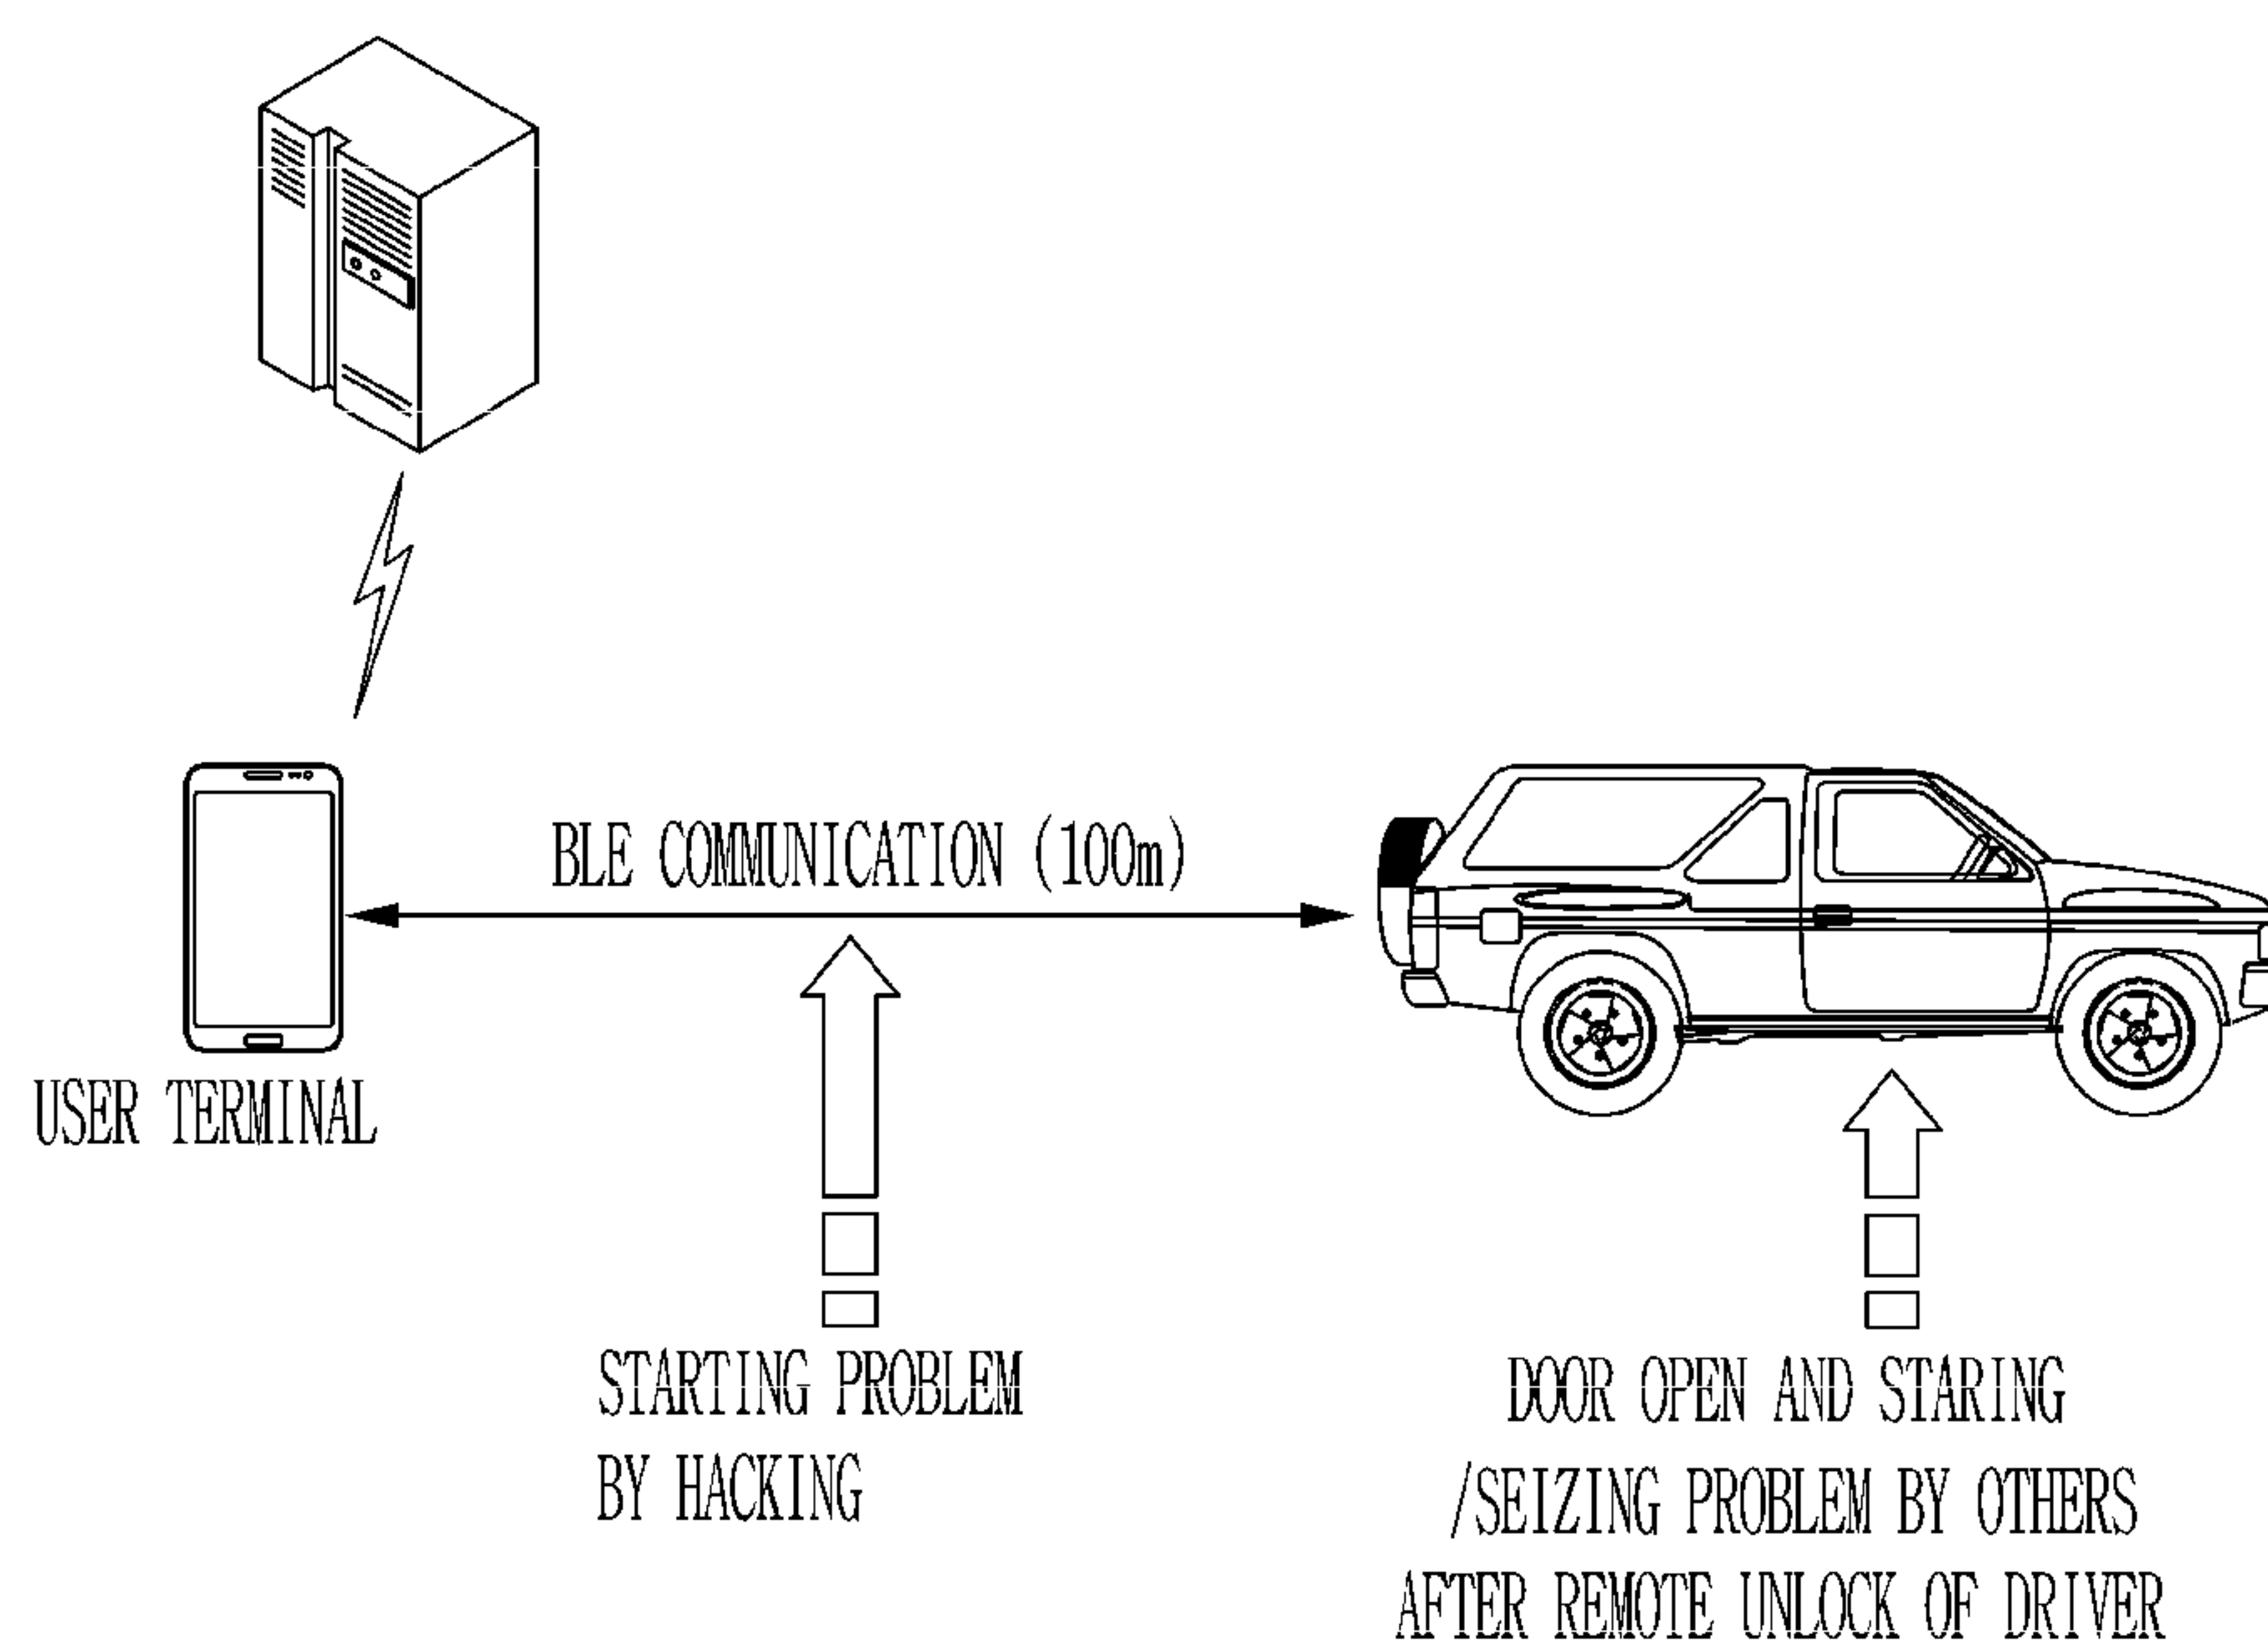 BLE COMMUNICATION (100m)
USER TERMINAL
STARTING PROBLEM
BY HACKING
DOOR OPEN AND STARING
/SEIZING PROBLEM BY OTHERS
AFTER REMOTE UNLOCK OF DRIVER